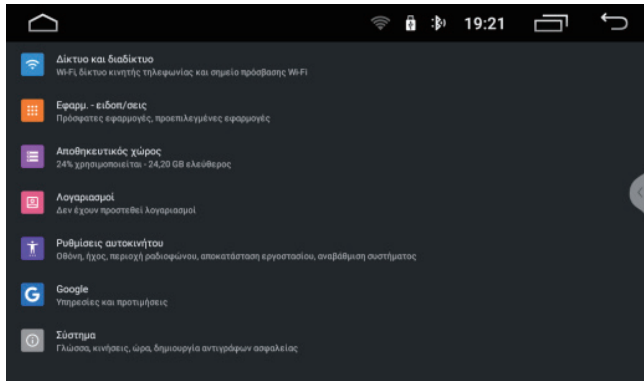 19:21
Δίκτυο και διαδίκτυο
Wi-Fi, δίκτυο κινητής τηλεφωνίας και σημείο πρόσβασης Wi-Fi
Εφαρμ. - ειδοπ/σεις
Πρόσφατες εφαρμογές, προεπιλεγμένες εφαρμογές
Αποθηκευτικός χώρος
24% χρησιμοποιείται - 24,20 GB ελεύθερος
Λογαριασμοί
Δεν έχουν προστεθεί λογαριασμοί
Ρυθμίσεις αυτοκινήτου
Οθόνη, ήχος, περιοχή ραδιοφώνου, αποκατάσταση εργοστασίου, αναβάθμιση συστήματος
Google
Υπηρεσίες και προτιμήσεις
Σύστημα
Γλώσσα, κινήσεις, ώρα, δημιουργία αντιγράφων ασφαλείας